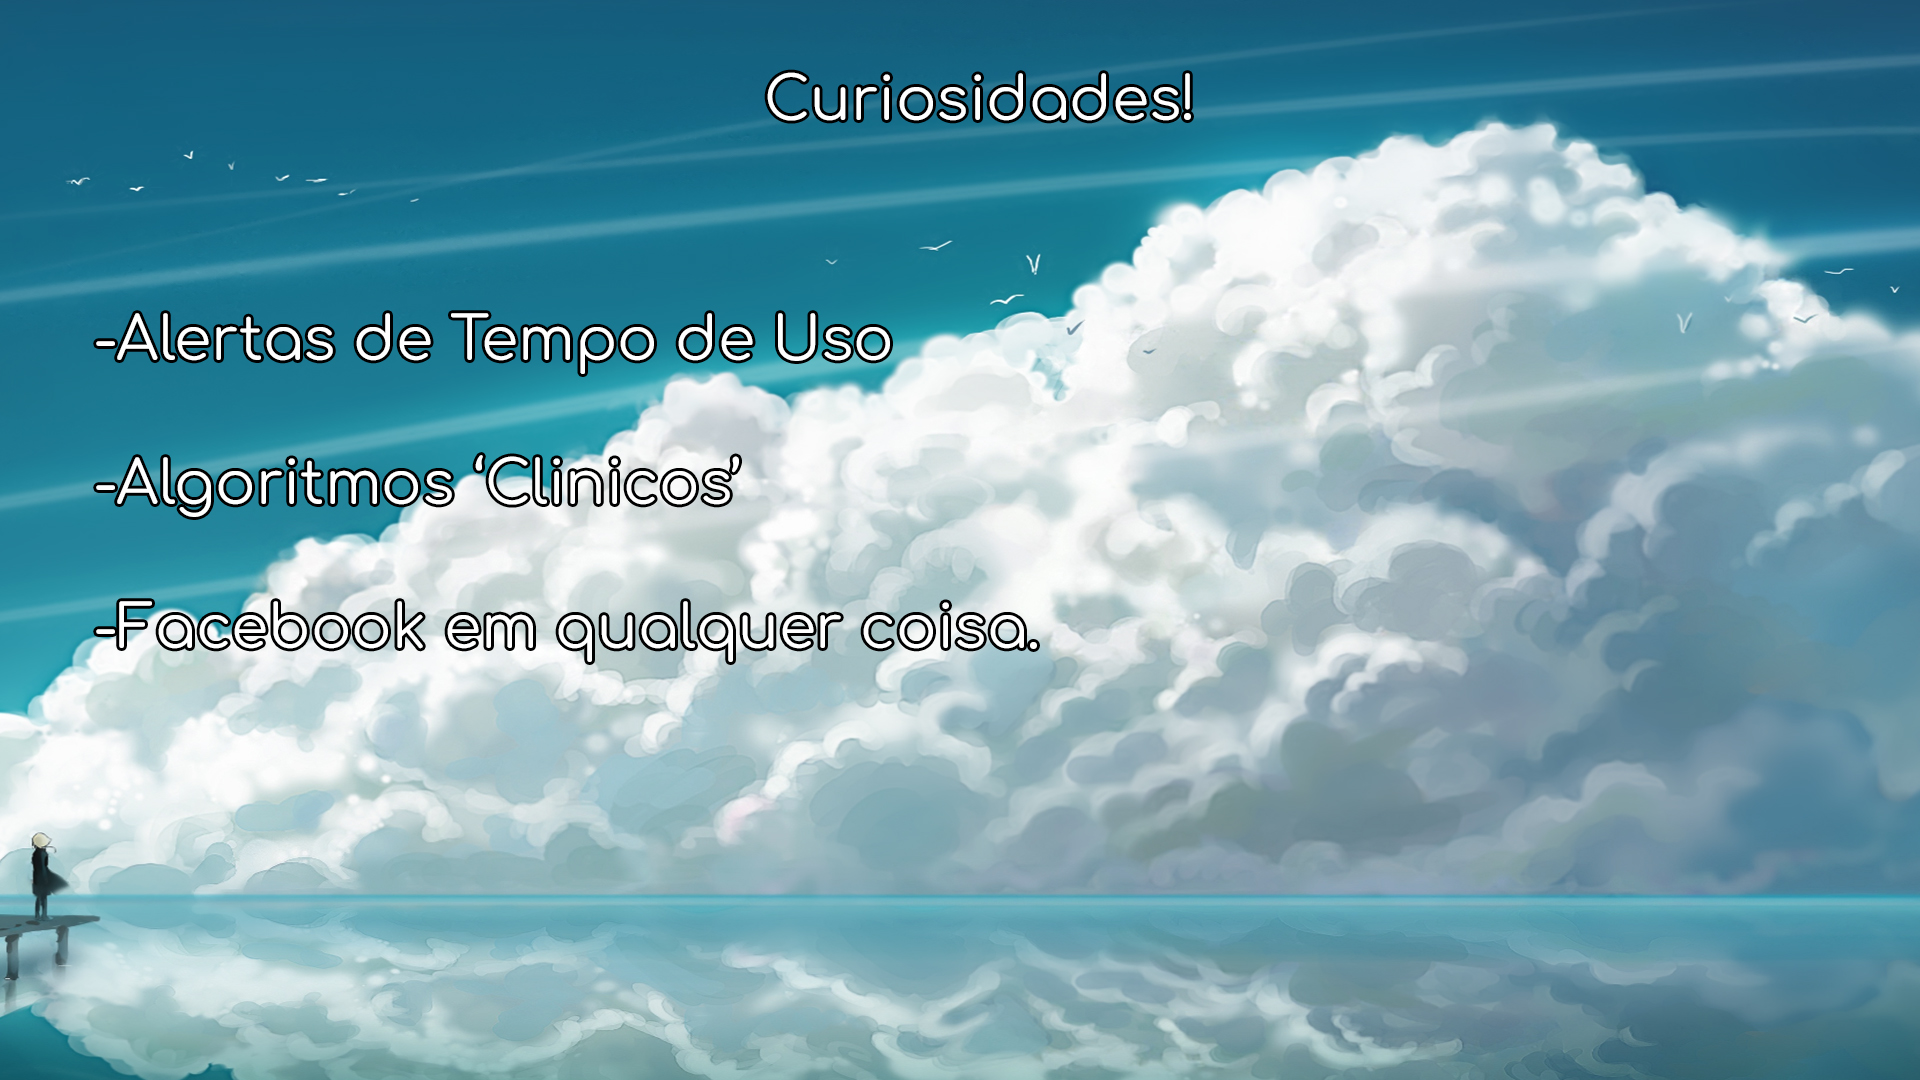 Curiosidades!
-Alertas de Tempo de Uso
-Algoritmos ‘Clinicos’
-Facebook em qualquer coisa.